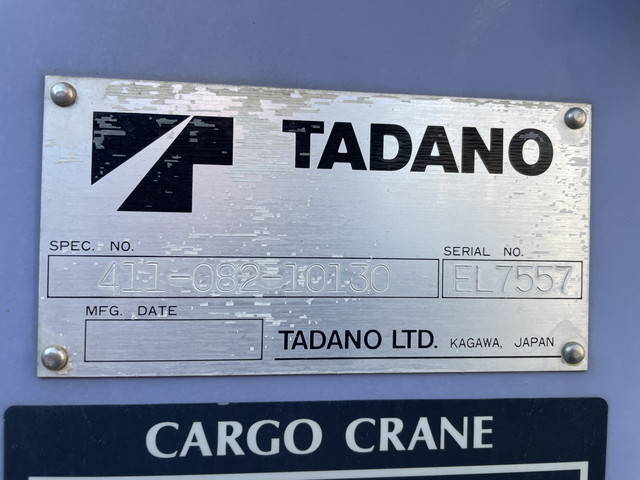 TADANO
SPEC. NO.
411-082-10130
SERIAL NO.
EL7557
MFG. DATE
TADANO LTD. KAGAWA, JAPAN
CARGO CRANE